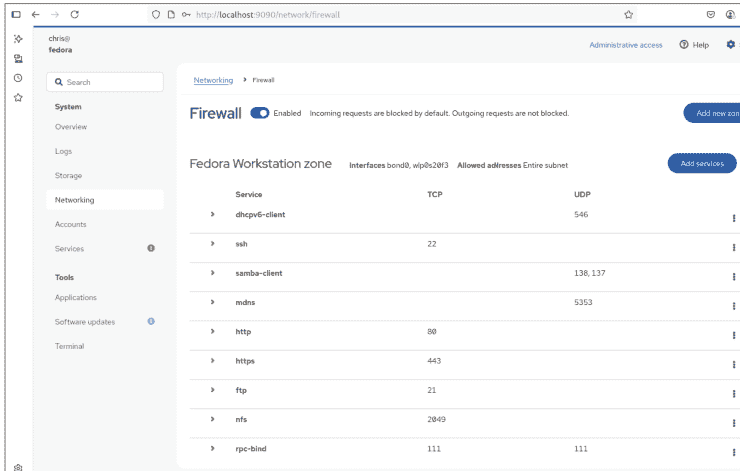 http://localhost:9090/network/firewall
chris@
fedora
Administrative access
Help
Search
Networking > Firewall
System
Overview
Logs
Storage
Networking
Accounts
Services
Tools
Applications
Software updates
Terminal
Firewall Enabled Incoming requests are blocked by default. Outgoing requests are not blocked.
Add new zon
Fedora Workstation zone Interfaces bond0, wlp0s20f3 Allowed addresses Entire subnet
Add services
Service TCP UDP
dhcpv6-client 546
ssh 22
samba-client 138, 137
mdns 5353
http 80
https 443
ftp 21
nfs 2049
rpc-bind 111 111